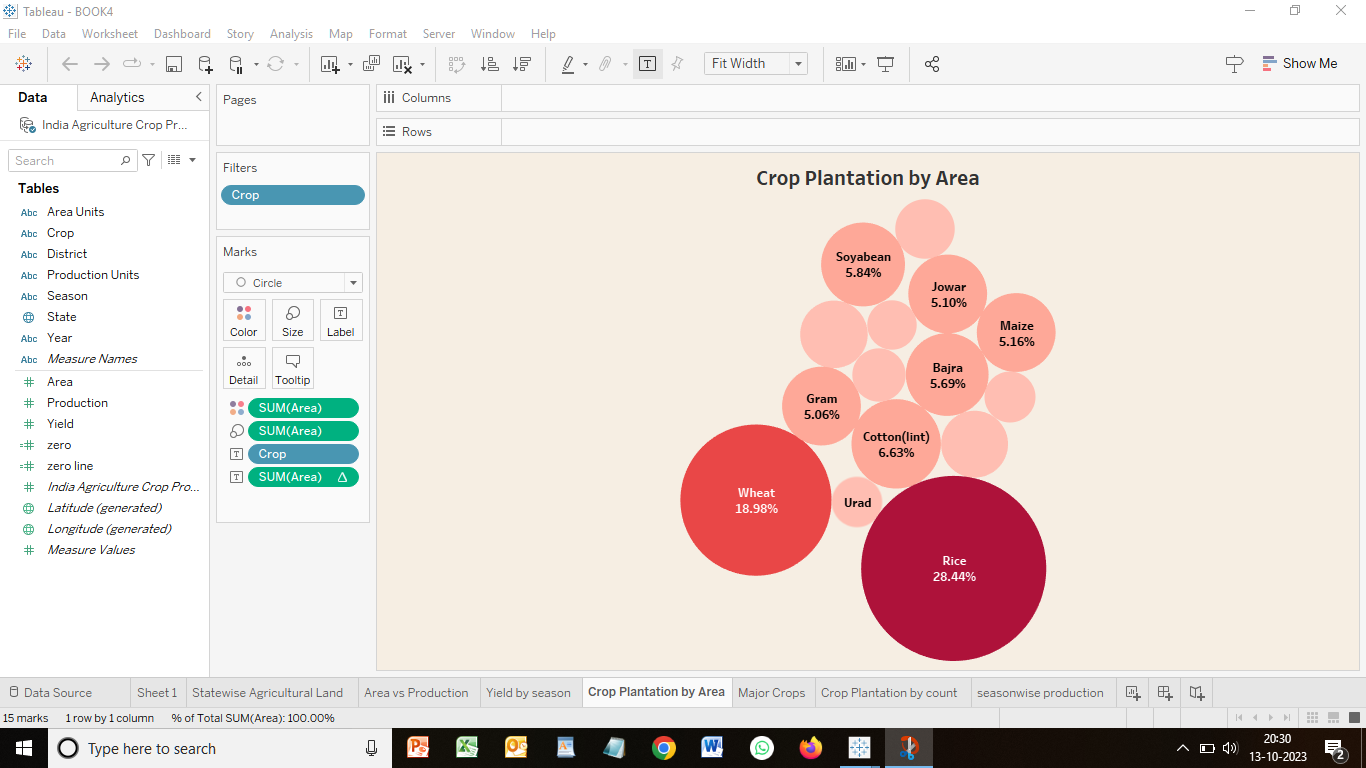 Tableau - BOOK4
File Data Worksheet Dashboard Story Analysis Map Format Server Window Help
Fit Width
Show Me
Data Analytics
India Agriculture Crop Pr...
Search
Tables
Abc Area Units
Abc Crop
Abc District
Abc Production Units
Abc Season
State
Abc Year
Abc Measure Names
Area
Production
Yield
zero
zero line
India Agriculture Crop Pro...
Latitude (generated)
Longitude (generated)
Measure Values
Pages
Filters
Crop
Marks
Circle
Color Size Label
Detail Tooltip
SUM(Area)
SUM(Area)
Crop
SUM(Area)
Columns
Rows
Crop Plantation by Area
Soyabean
5.84%
Jowar
5.10%
Maize
5.16%
Bajra
5.69%
Gram
5.06%
Cotton(lint)
6.63%
Wheat
18.98%
Urad
Rice
28.44%
Data Source Sheet 1 Statewise Agricultural Land Area vs Production Yield by season Crop Plantation by Area Major Crops Crop Plantation by count seasonwise production
15 marks 1 row by 1 column % of Total SUM(Area): 100.00%
Type here to search
20:30
13-10-2023
2